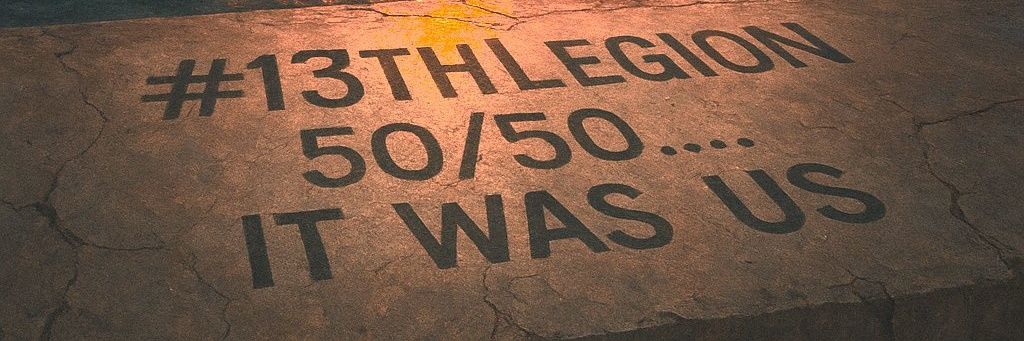 #13THLEGION
50/50....
IT WAS US